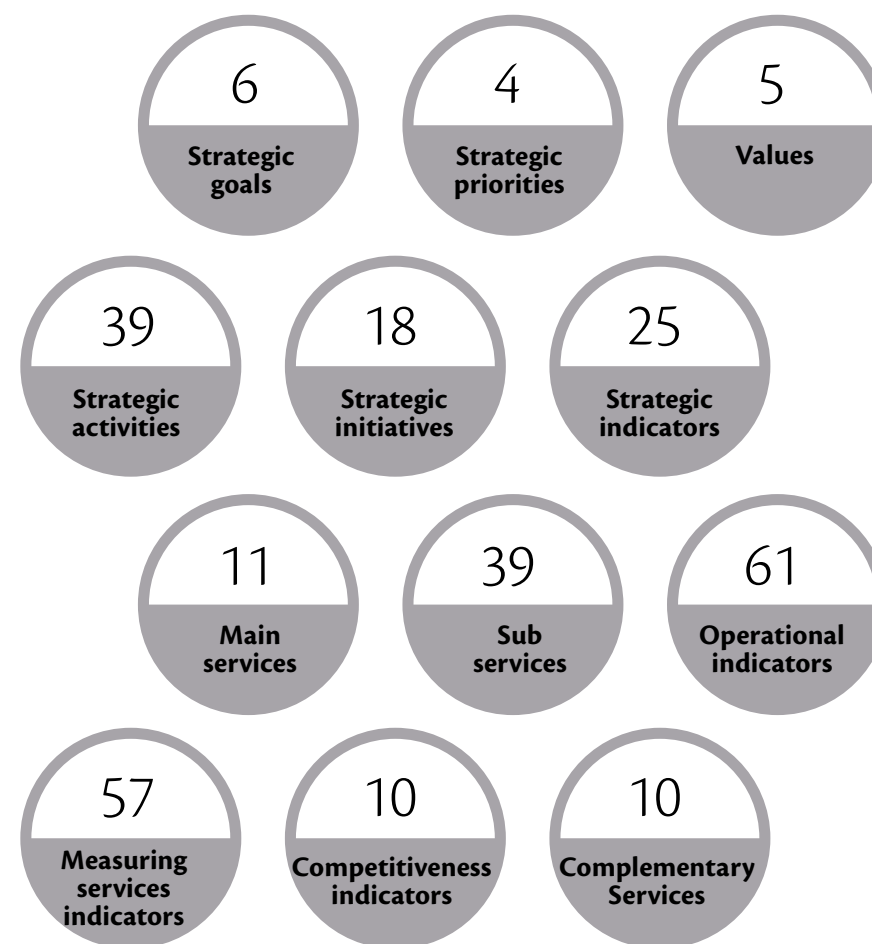 6
Strategic
goals
4
Strategic
priorities
5
Values
39
Strategic
activities
18
Strategic
initiatives
25
Strategic
indicators
11
Main
services
39
Sub
services
61
Operational
indicators
57
Measuring
services
indicators
10
Competitiveness
indicators
10
Complementary
Services